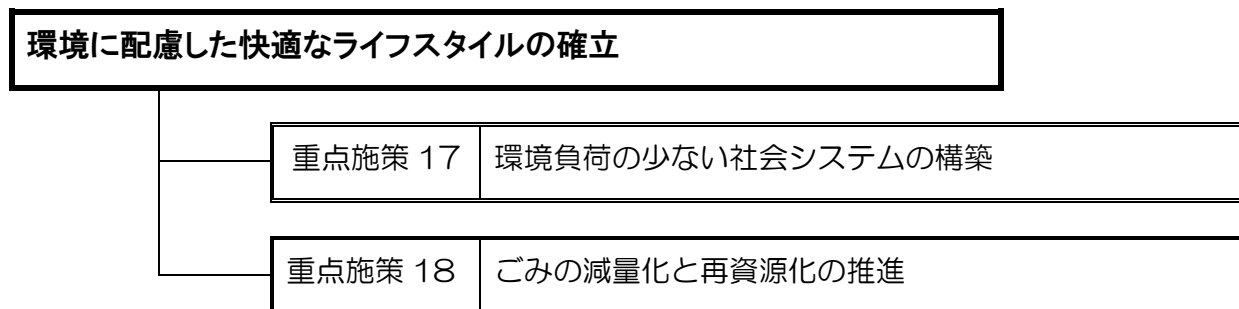 環境に配慮した快適なライフスタイルの確立
重点施策 17 環境負荷の少ない社会システムの構築
重点施策 18 ごみの減量化と再資源化の推進